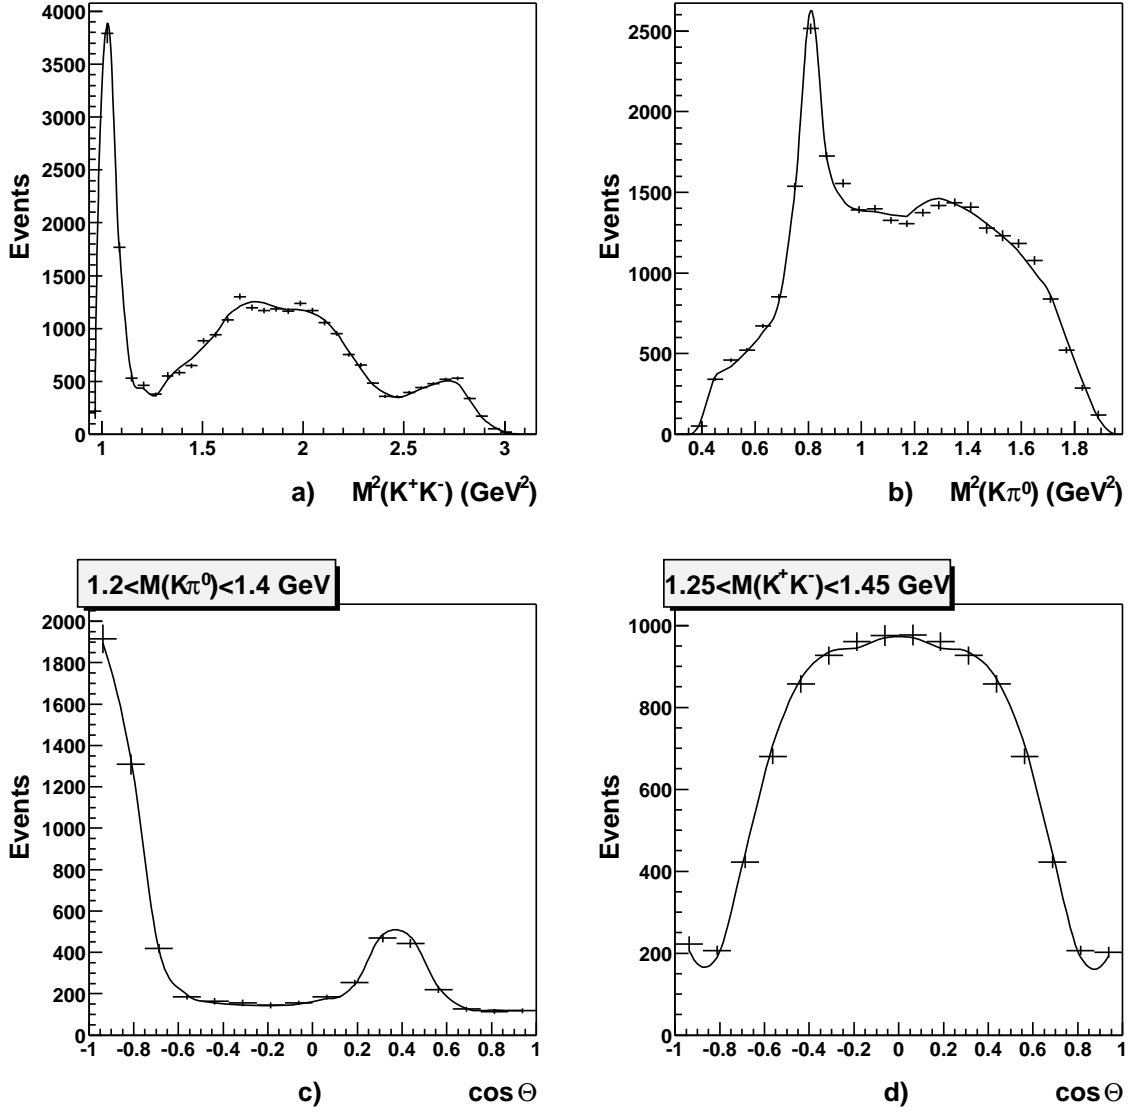 Events
4000
3500
3000
2500
2000
1500
1000
500
0
1 1.5 2 2.5 3
a) M²(K⁺K⁻) (GeV²)
Events
2500
2000
1500
1000
500
0
0.4 0.6 0.8 1 1.2 1.4 1.6 1.8
b) M²(Kπ⁰) (GeV²)
1.2<M(Kπ⁰)<1.4 GeV
Events
2000
1800
1600
1400
1200
1000
800
600
400
200
0
-1 -0.8 -0.6 -0.4 -0.2 0 0.2 0.4 0.6 0.8 1
c) cosΘ
1.25<M(K⁺K⁻)<1.45 GeV
Events
1000
800
600
400
200
0
-1 -0.8 -0.6 -0.4 -0.2 0 0.2 0.4 0.6 0.8 1
d) cosΘ